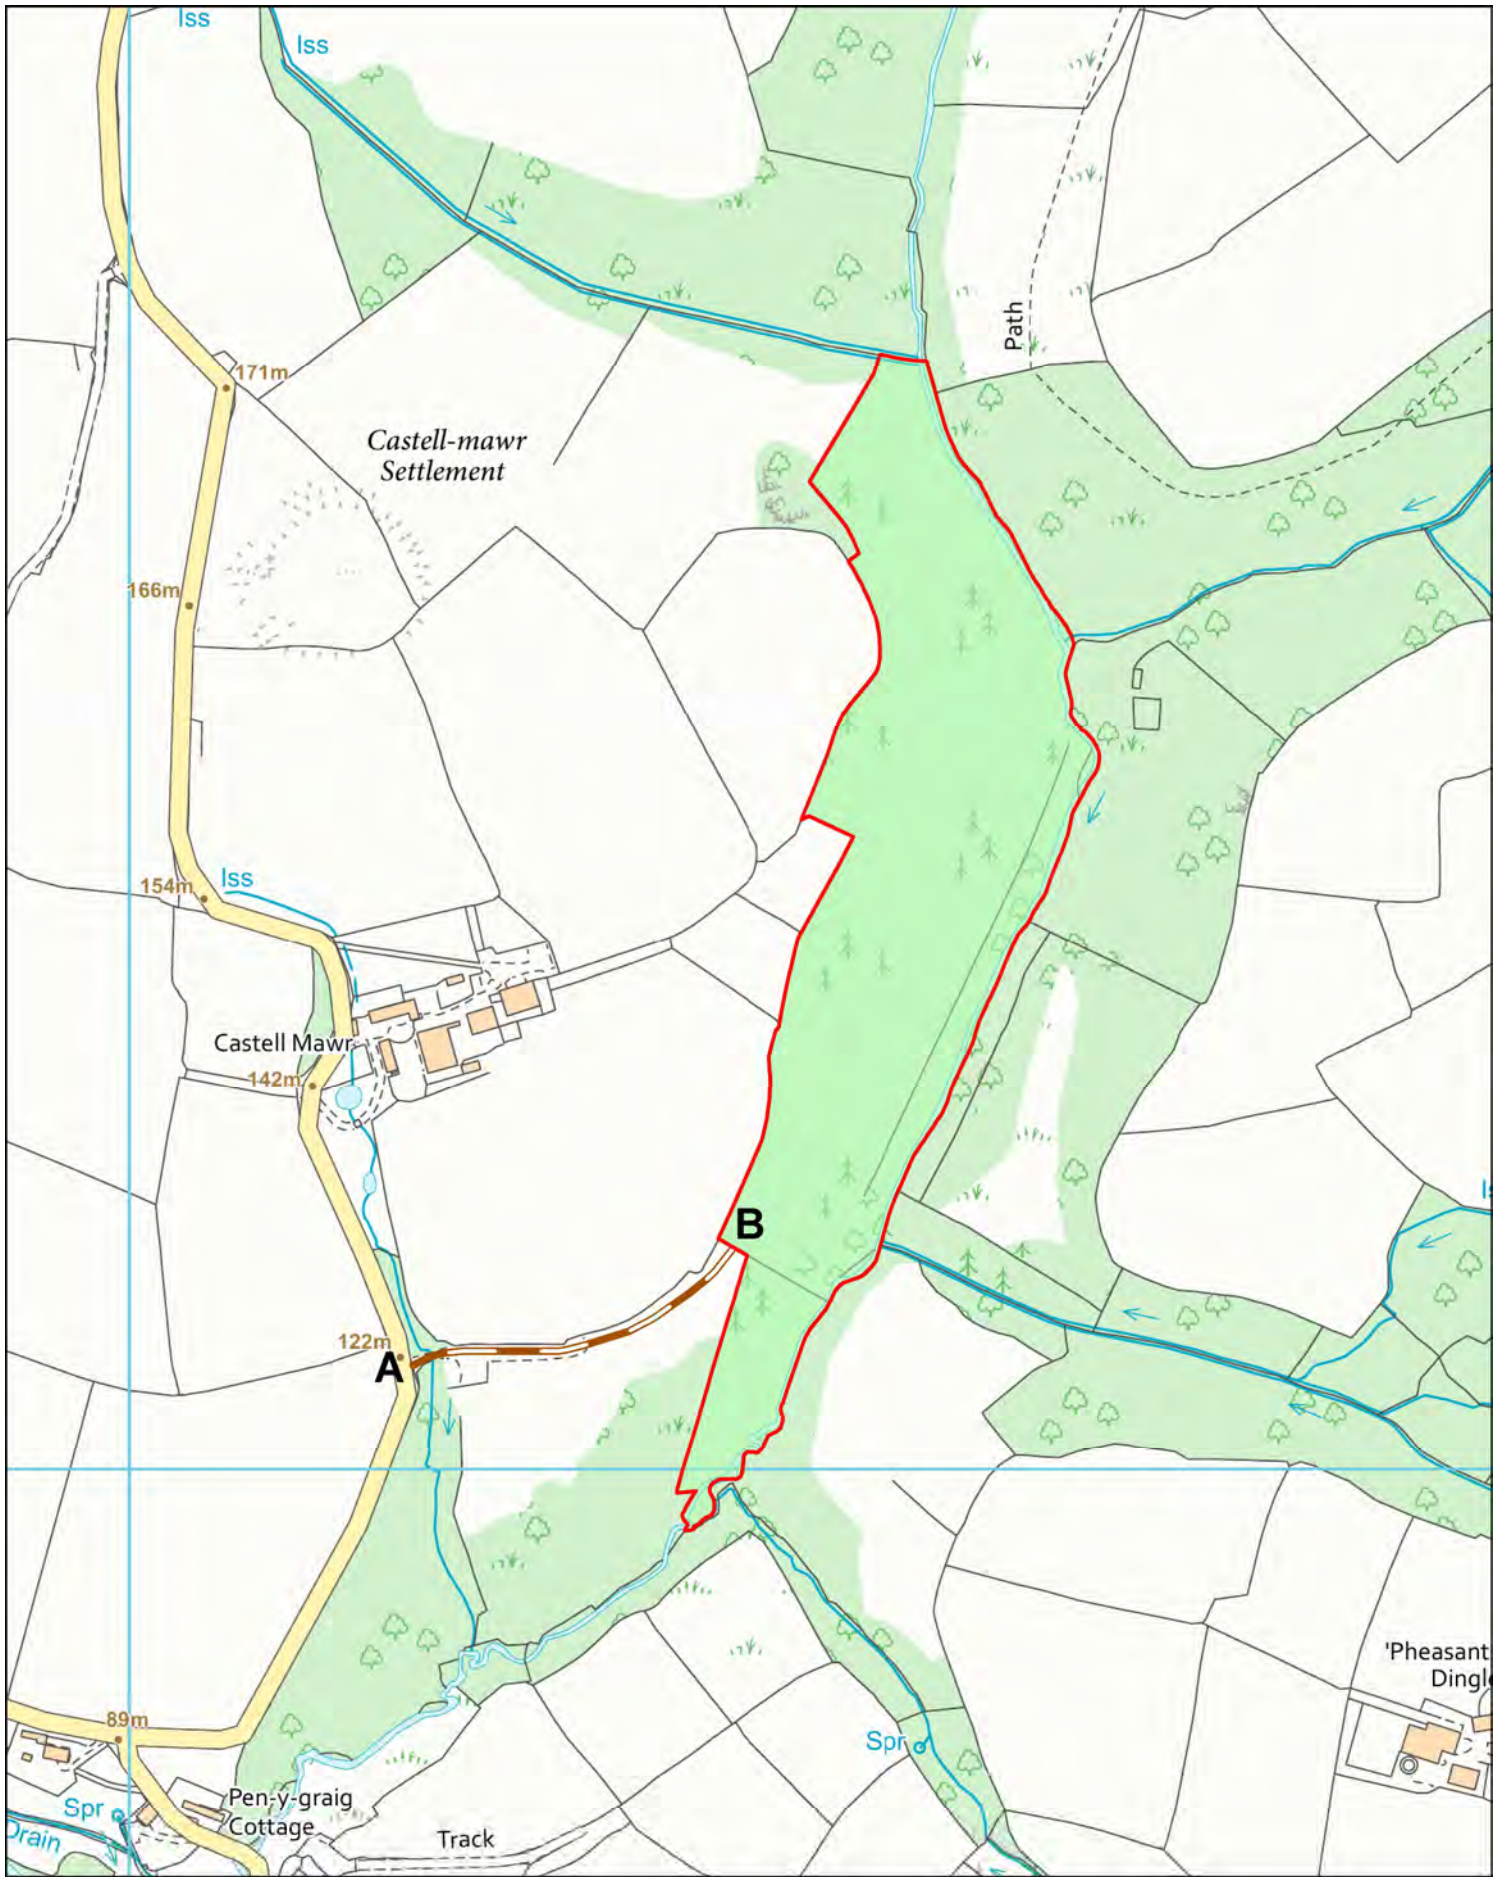 Iss
Iss
Path
171m
Castell-mawr
Settlement
166m
154m
Iss
Castell Mawr
142m
B
122m
A
'Pheasant
Dingl
89m
Spr
Pen-y-graig
Cottage
Spr
Drain
Track